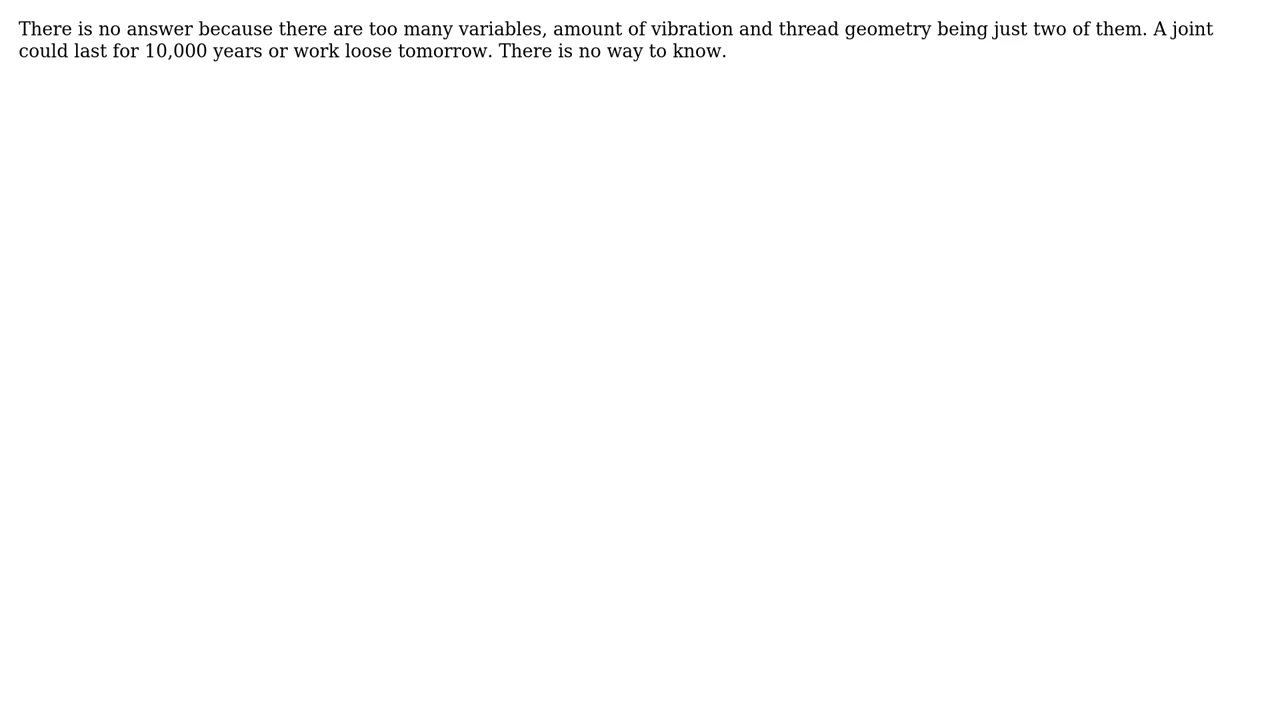 There is no answer because there are too many variables, amount of vibration and thread geometry being just two of them. A joint
could last for 10,000 years or work loose tomorrow. There is no way to know.